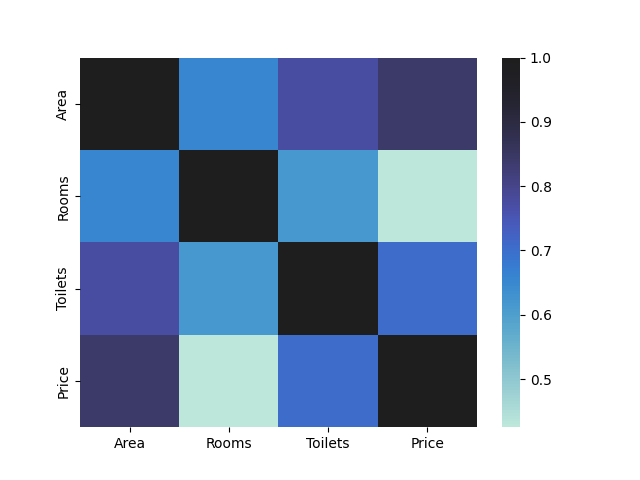 Area
Rooms
Toilets
Price
Area
Rooms
Toilets
Price
1.0
0.9
0.8
0.7
0.6
0.5